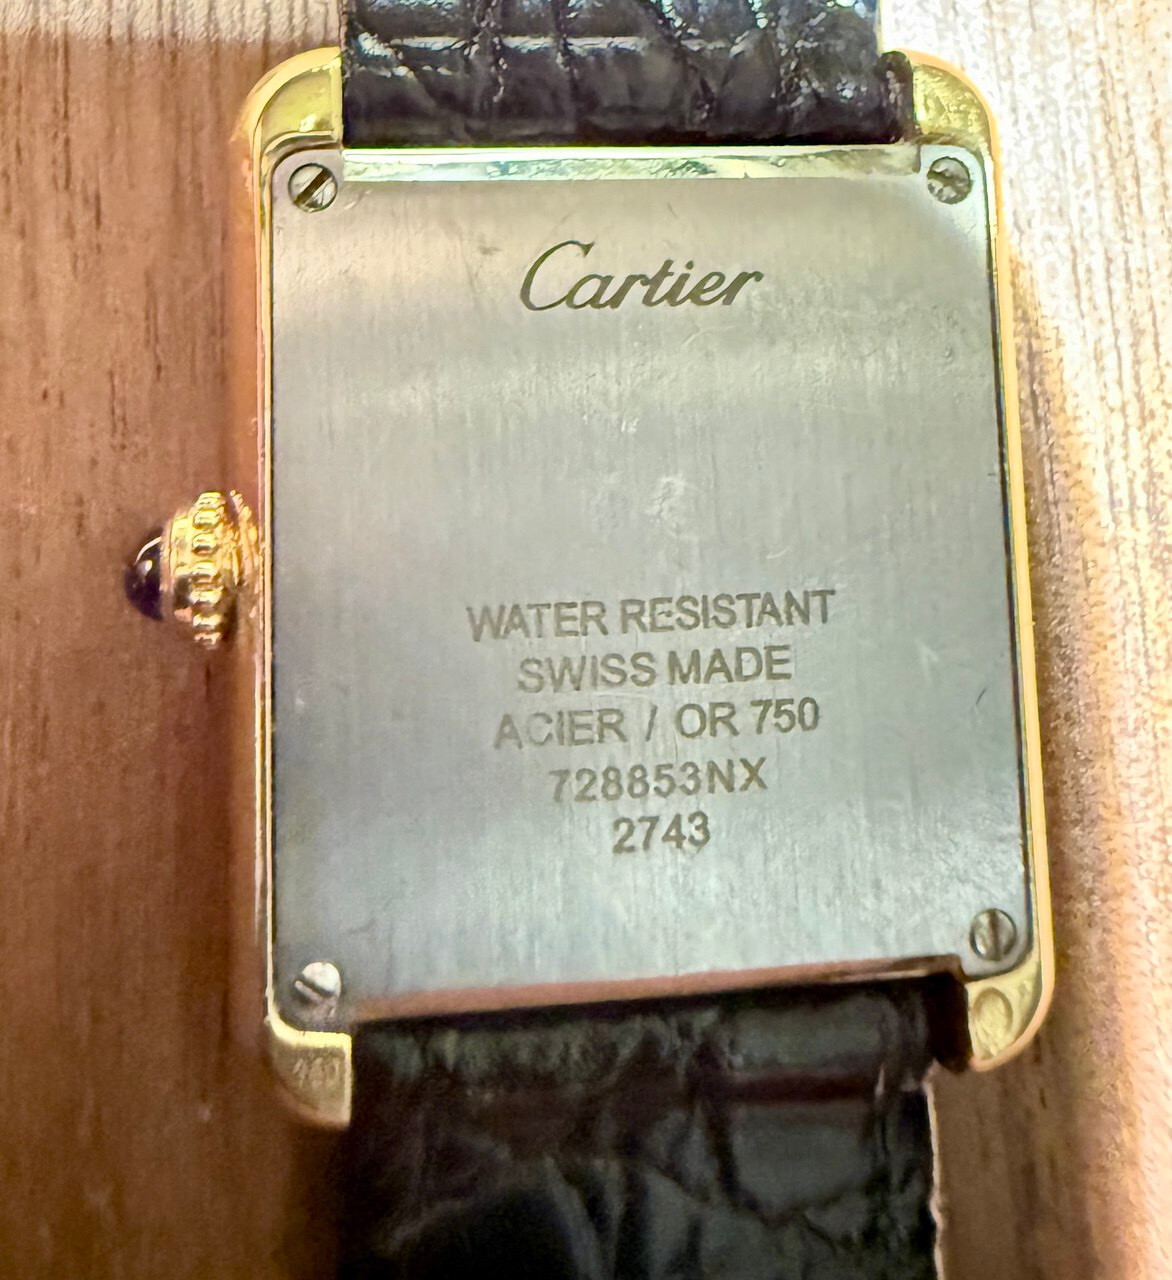 Cartier
WATER RESISTANT
SWISS MADE
ACIER / OR 750
728853NX
2743